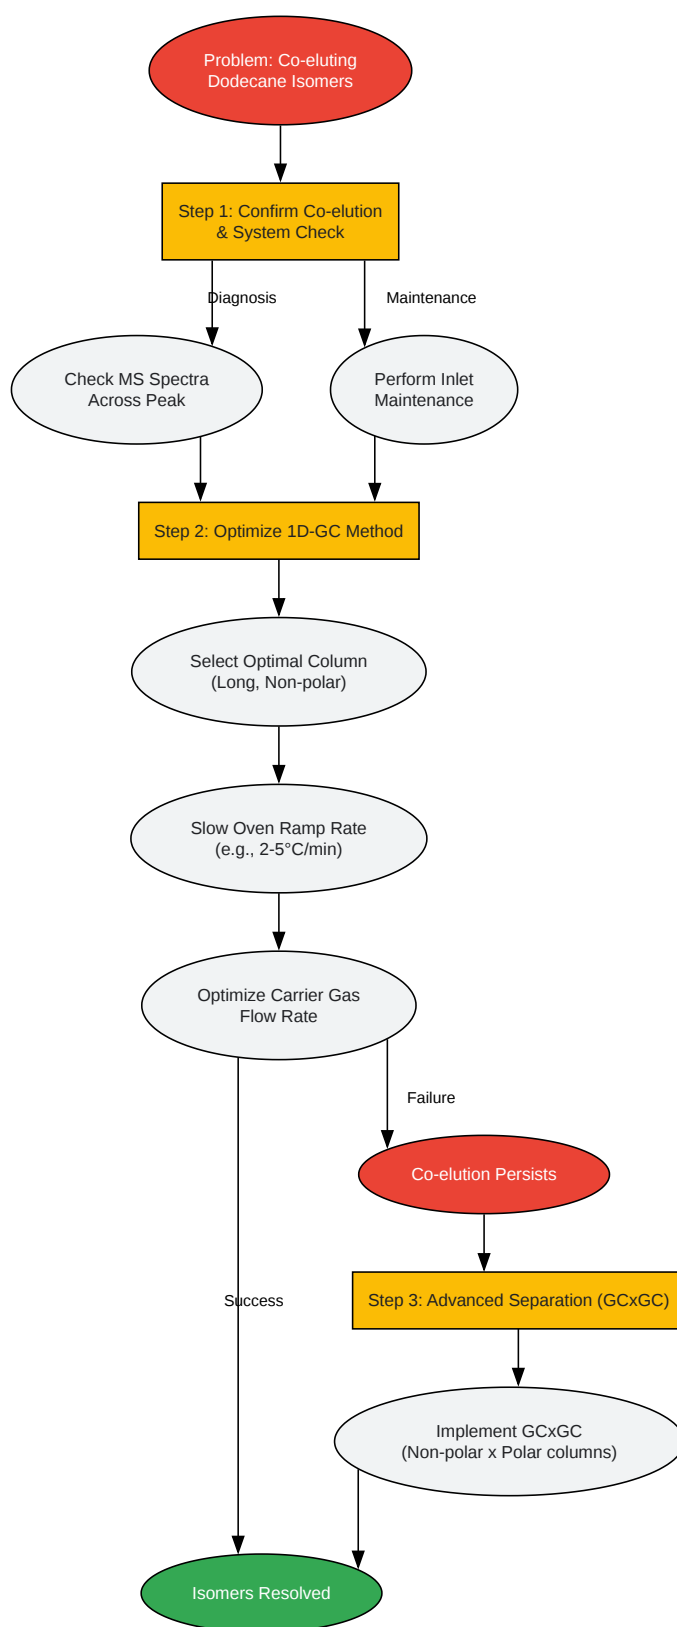 Problem: Co-eluting
Dodecane Isomers
Step 1: Confirm Co-elution
& System Check
Diagnosis
Maintenance
Check MS Spectra
Across Peak
Perform Inlet
Maintenance
Step 2: Optimize 1D-GC Method
Select Optimal Column
(Long, Non-polar)
Slow Oven Ramp Rate
(e.g., 2-5°C/min)
Optimize Carrier Gas
Flow Rate
Failure
Co-elution Persists
Success
Step 3: Advanced Separation (GCxGC)
Implement GCxGC
(Non-polar x Polar columns)
Isomers Resolved